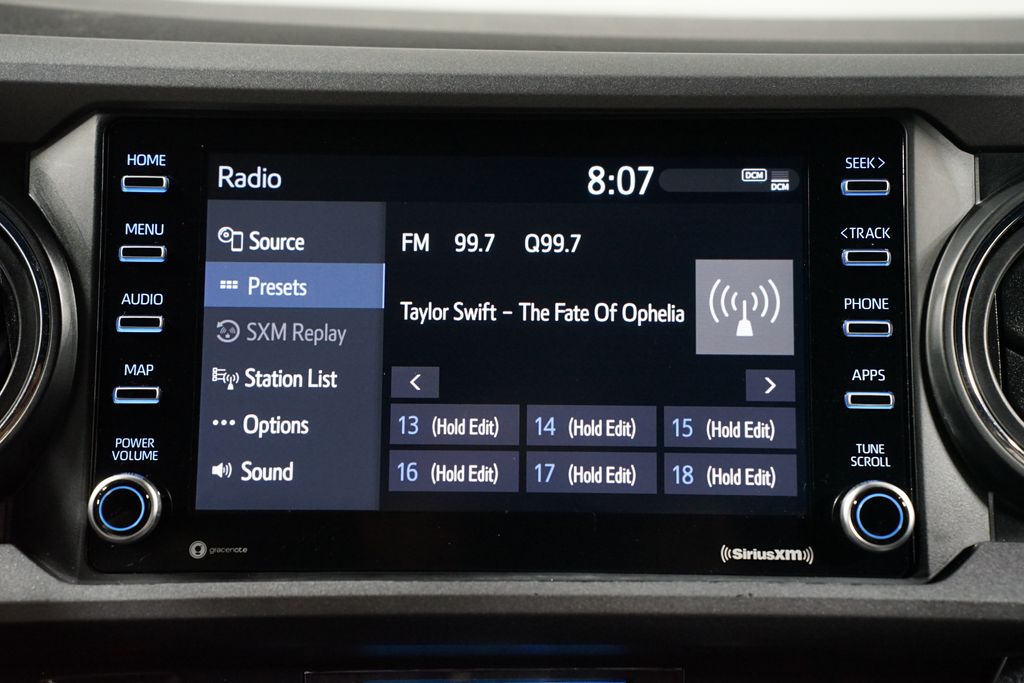 HOME
MENU
AUDIO
MAP
POWER
VOLUME
Radio
8:07
DCM
DCM
Source
Presets
SXM Replay
Station List
Options
Sound
FM 99.7 Q99.7
Taylor Swift – The Fate Of Ophelia
< >
13 (Hold Edit) 14 (Hold Edit) 15 (Hold Edit)
16 (Hold Edit) 17 (Hold Edit) 18 (Hold Edit)
SEEK>
<TRACK
PHONE
APPS
TUNE
SCROLL
gracenote
SiriusXM